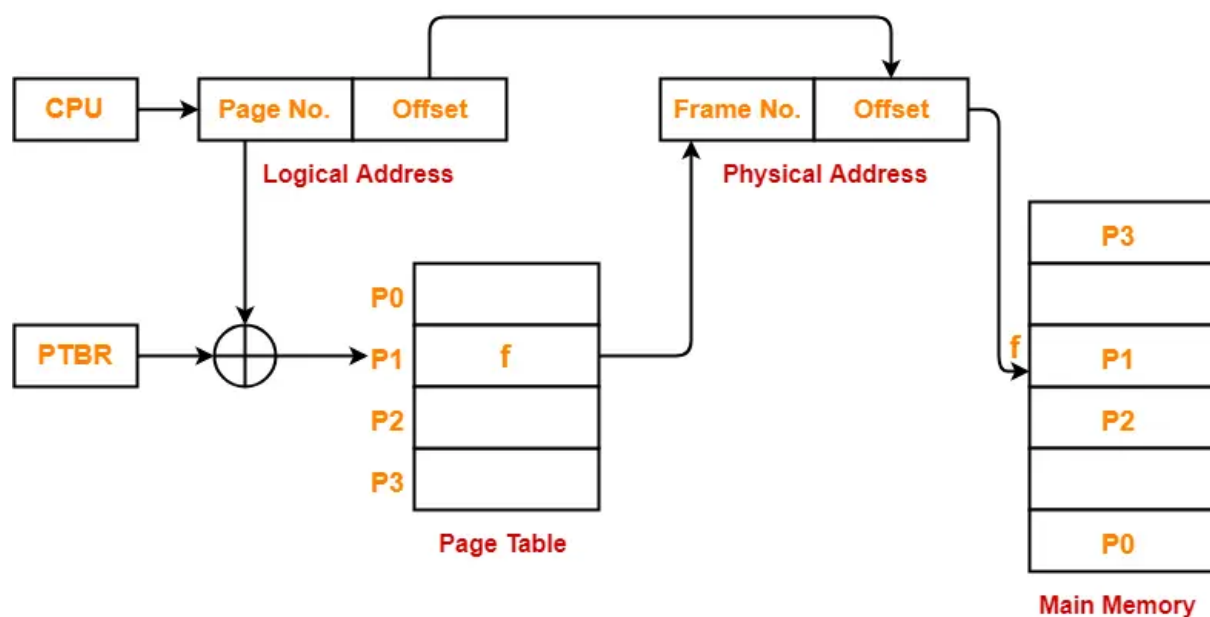 CPU
Page No.
Offset
Frame No.
Offset
Logical Address
Physical Address
P3
P0
PTBR
P1
f
f
P1
P2
P2
P3
Page Table
P0
Main Memory